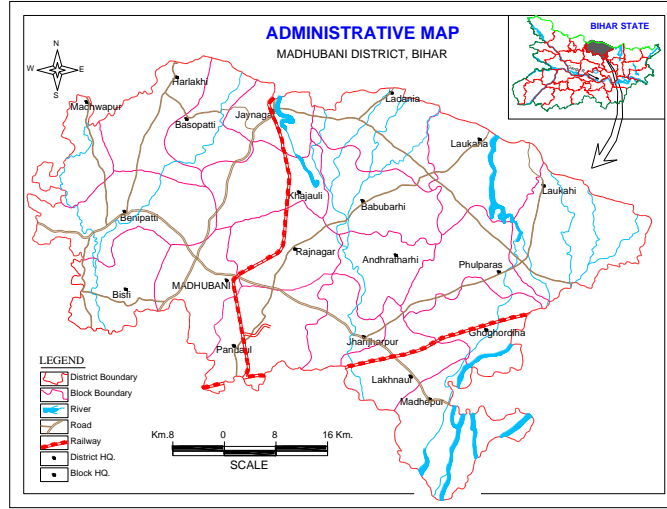 ADMINISTRATIVE MAP
MADHUBANI DISTRICT, BIHAR
BIHAR STATE
N
W E
S
Harlakhi
Madhwapur
Basopatti
Jaynagar
Ladania
Laukaha
Laukahi
Khajauli
Babubarhi
Benipatti
Rajnagar
Andhratharhi
Phulparas
MADHUBANI
Bisfi
Ghoghordiha
Jhanjharpur
Pandaul
Lakhnaur
Madhepur
LEGEND
District Boundary
Block Boundary
River
Road
Railway
District HQ.
Block HQ.
Km.8 0 8 16 Km.
SCALE